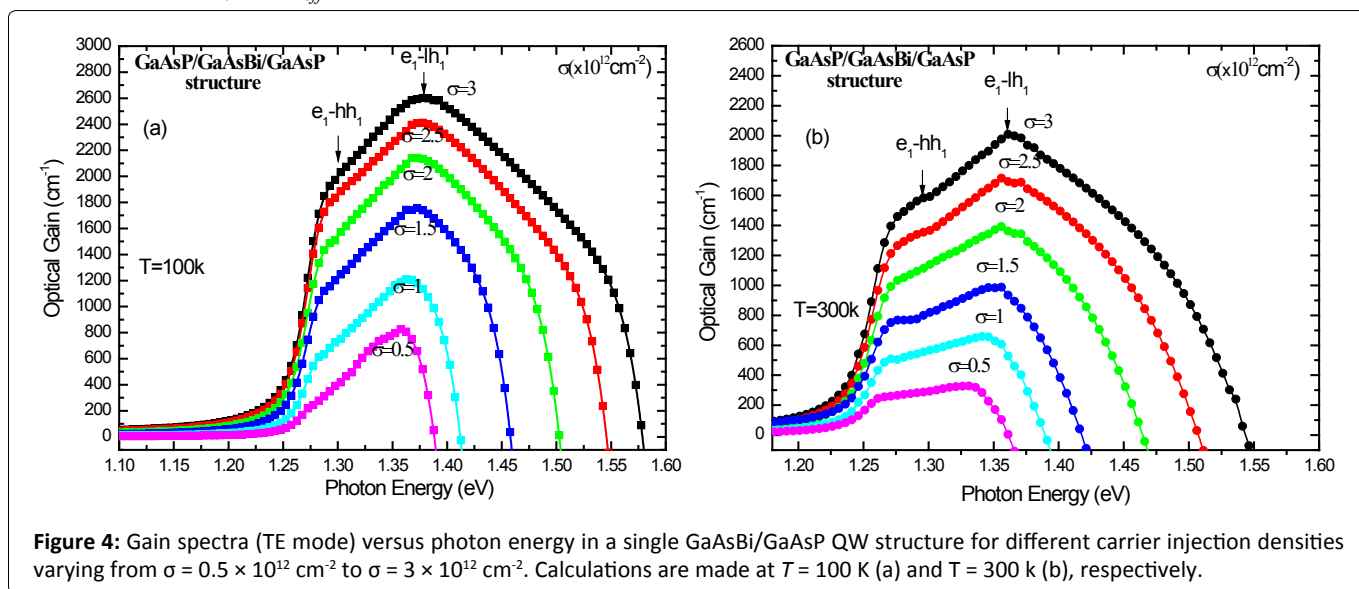 3000
2800
2600
2400
2200
2000
1800
1600
1400
1200
1000
800
600
400
200
0
Optical Gain (cm-1)
GaAsP/GaAsBi/GaAsP
structure
(a)
T=100k
e1-hh1
e1-lh1
σ(x10^12cm-2)
σ=3
σ=2.5
σ=2
σ=1.5
σ=1
σ=0.5
1.10 1.15 1.20 1.25 1.30 1.35 1.40 1.45 1.50 1.55 1.60
Photon Energy (eV)
2600
2400
2200
2000
1800
1600
1400
1200
1000
800
600
400
200
0
Optical Gain (cm-1)
GaAsP/GaAsBi/GaAsP
structure
(b)
T=300k
e1-hh1
e1-lh1
σ(x10^12cm-2)
σ=3
σ=2.5
σ=2
σ=1.5
σ=1
σ=0.5
1.20 1.25 1.30 1.35 1.40 1.45 1.50 1.55 1.60
Photon Energy (eV)
Figure 4: Gain spectra (TE mode) versus photon energy in a single GaAsBi/GaAsP QW structure for different carrier injection densities
varying from σ = 0.5 × 10^12 cm-2 to σ = 3 × 10^12 cm-2. Calculations are made at T = 100 K (a) and T = 300 k (b), respectively.